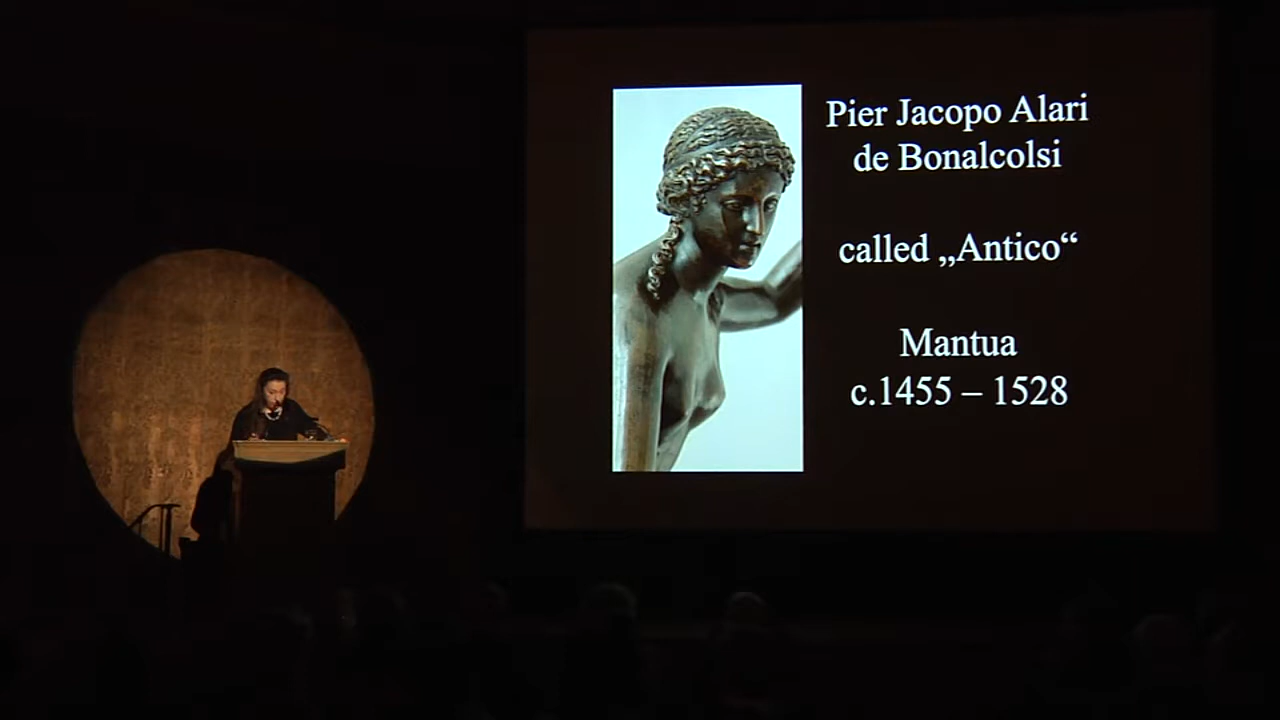 Pier Jacopo Alari
de Bonalcolsi
called „Antico“
Mantua
c.1455 – 1528